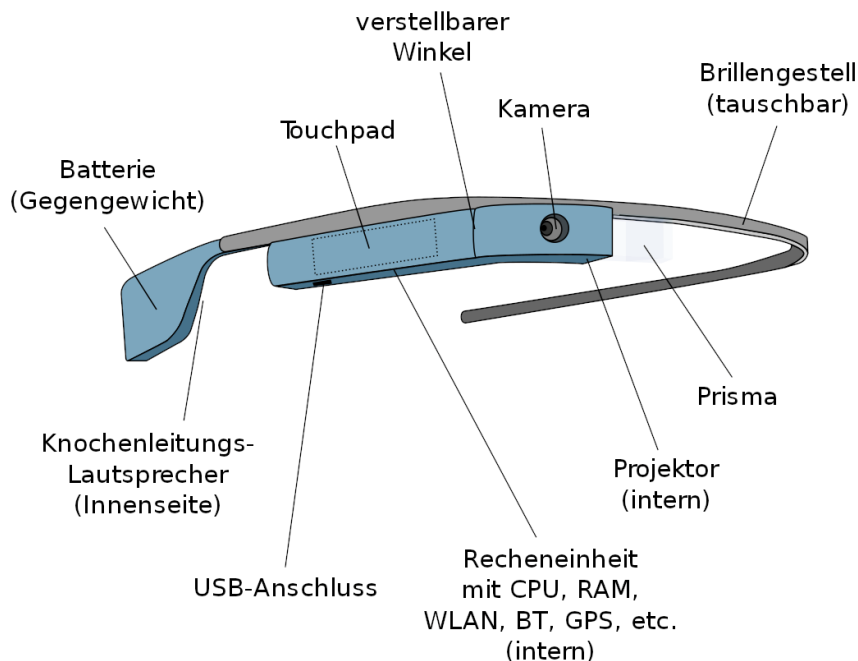 verstellbarer
Winkel
Brillengestell
(tauschbar)
Kamera
Touchpad
Batterie
(Gegengewicht)
Prisma
Knochenleitungs-
Lautsprecher
(Innenseite)
Projektor
(intern)
USB-Anschluss
Recheneinheit
mit CPU, RAM,
WLAN, BT, GPS, etc.
(intern)